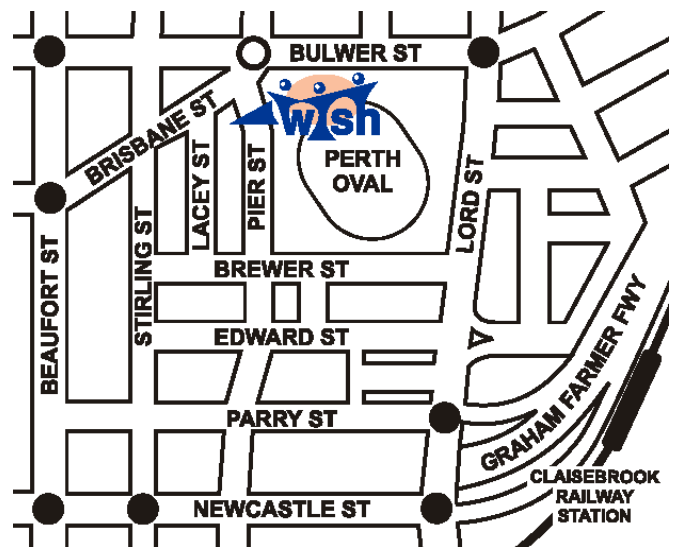 BULWER ST
wish
BRISBANE ST
PERTH
OVAL
LACEY ST
PIER ST
LORD ST
STIRLING ST
BEAUFORT ST
BREWER ST
EDWARD ST
GRAHAM FARMER FWY
PARRY ST
CLAISEBROOK
RAILWAY
STATION
NEWCASTLE ST